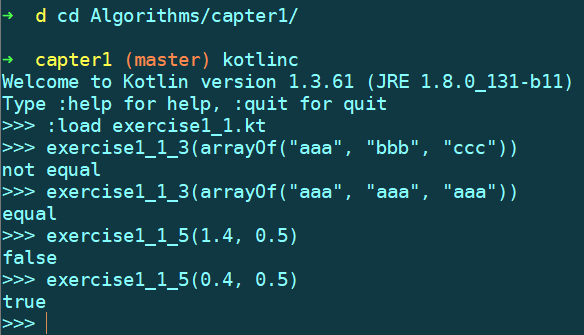 ➜  d cd Algorithms/capter1/
➜  capter1 (master) kotlinc
Welcome to Kotlin version 1.3.61 (JRE 1.8.0_131-b11)
Type :help for help, :quit for quit
>>> :load exercise1_1.kt
>>> exercise1_1_3(arrayOf("aaa", "bbb", "ccc"))
not equal
>>> exercise1_1_3(arrayOf("aaa", "aaa", "aaa"))
equal
>>> exercise1_1_5(1.4, 0.5)
false
>>> exercise1_1_5(0.4, 0.5)
true
>>>